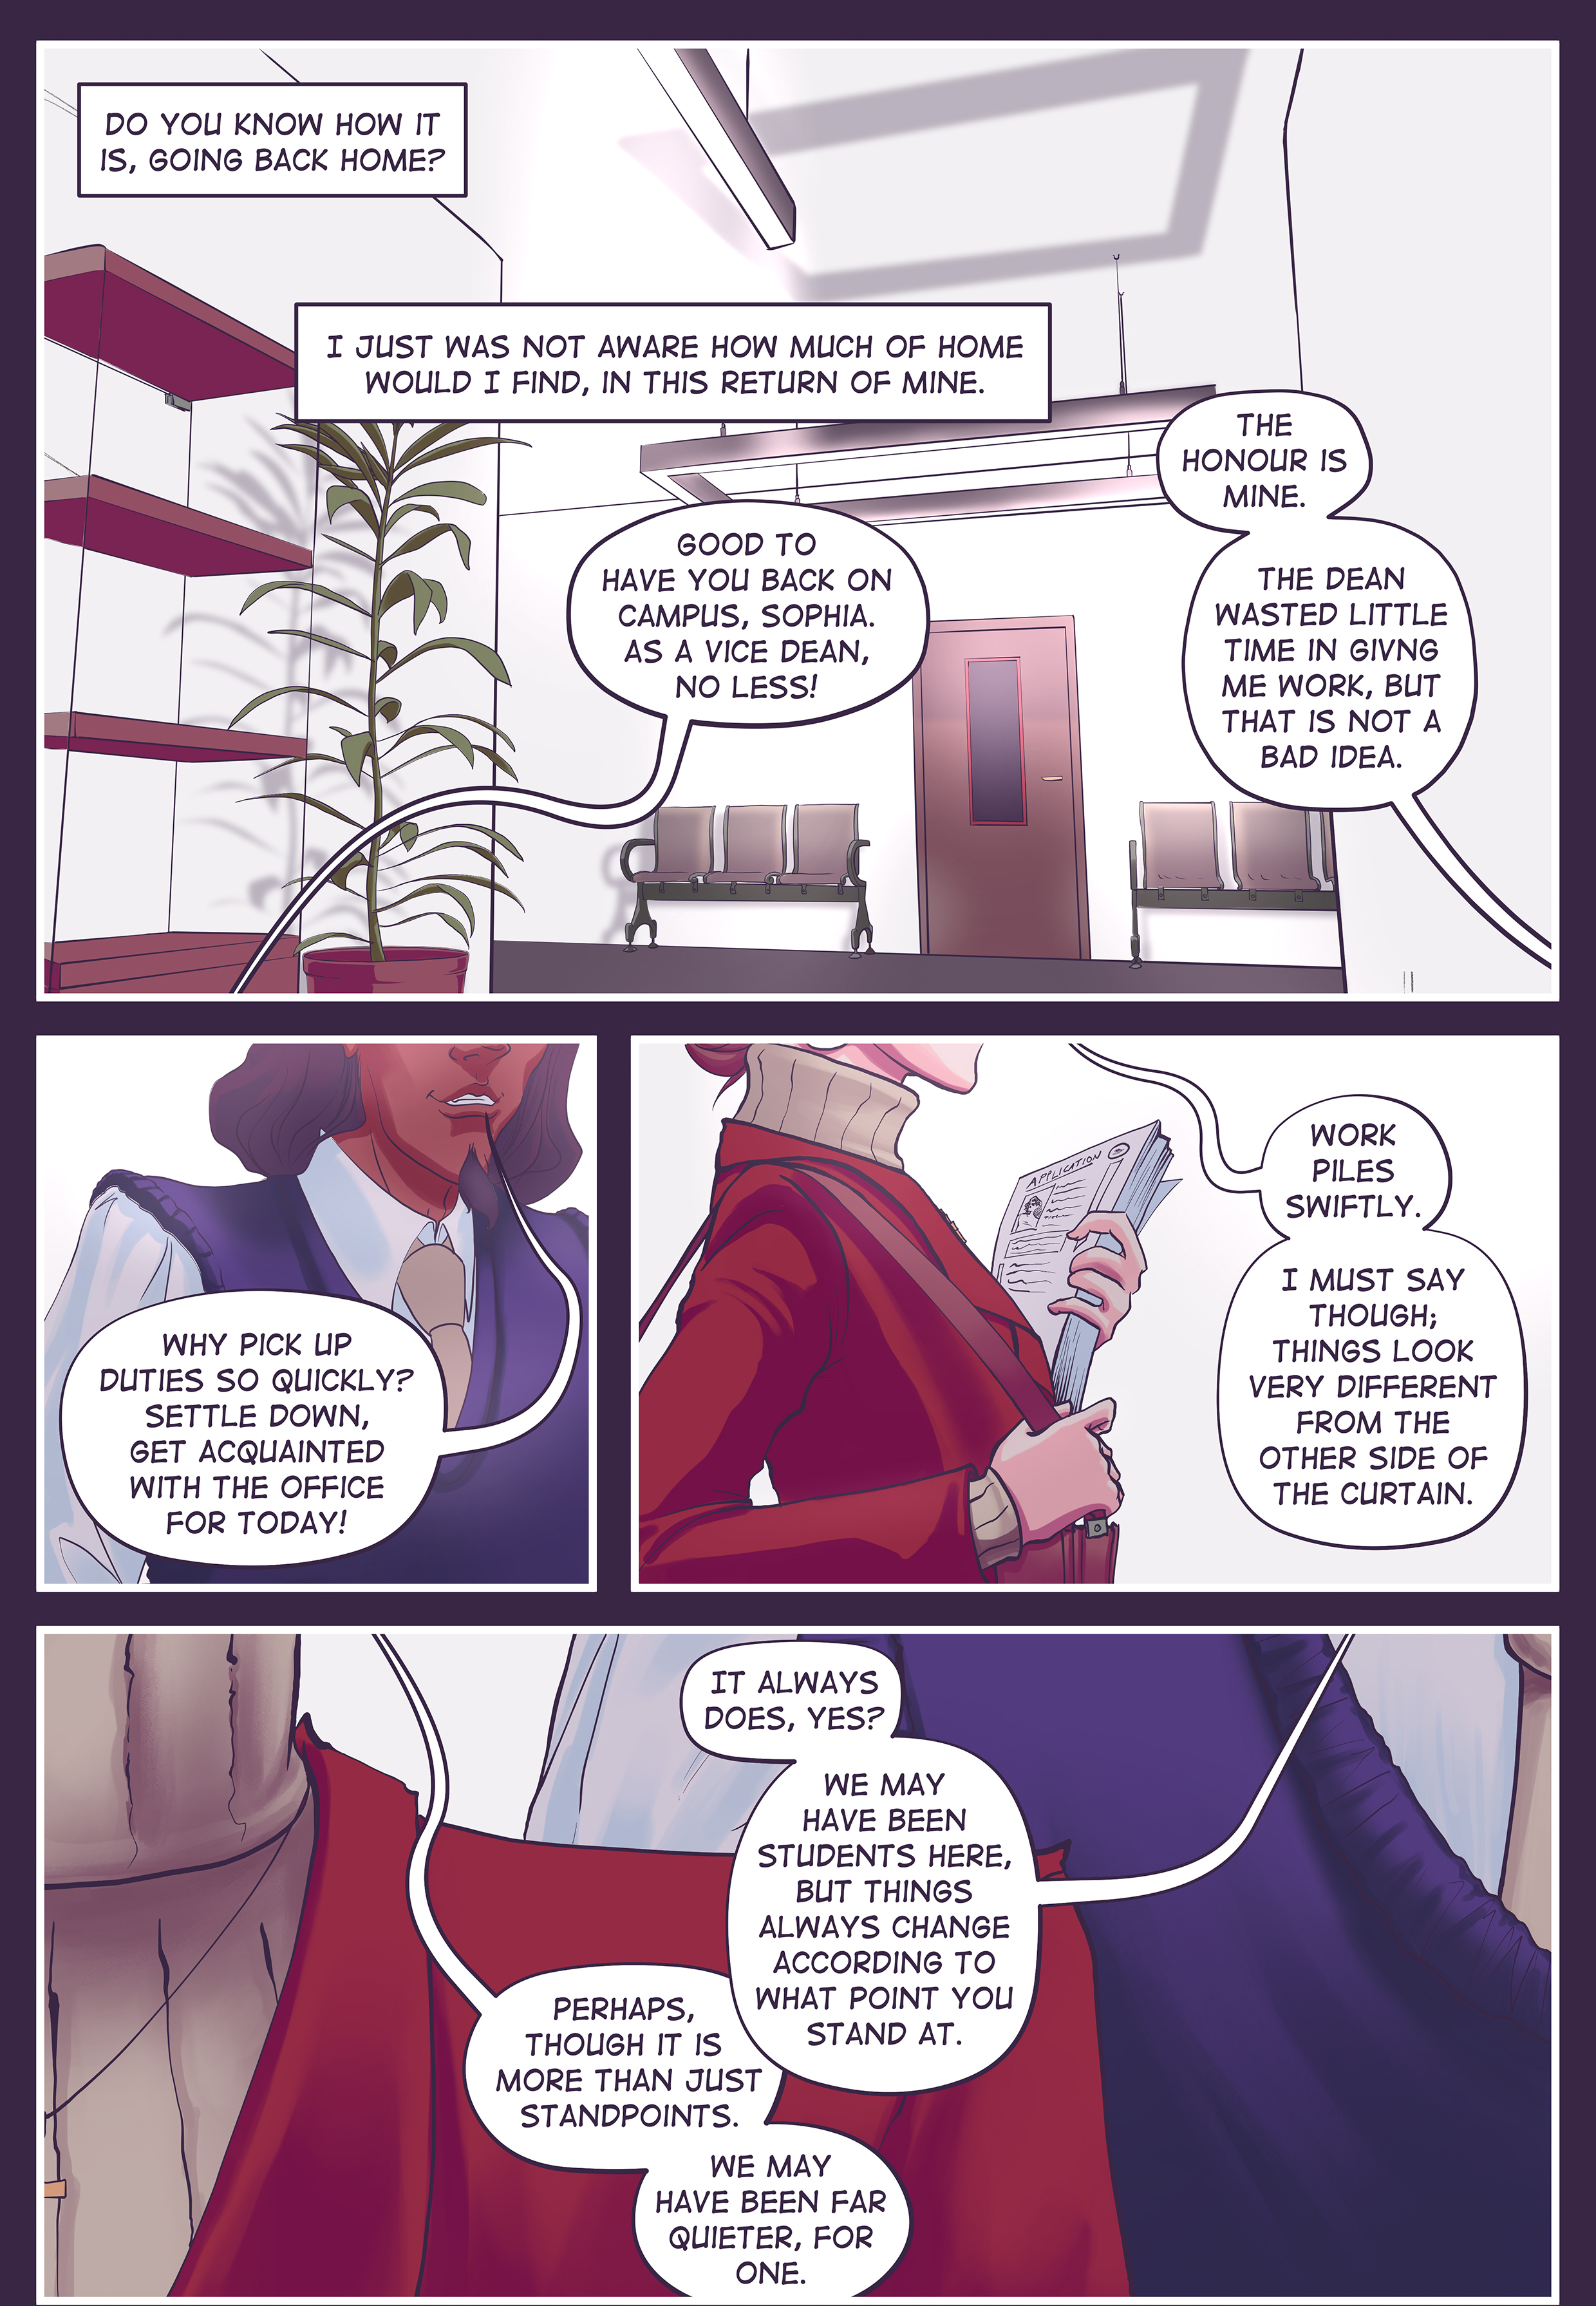 DO YOU KNOW HOW IT
IS, GOING BACK HOME?
I JUST WAS NOT AWARE HOW MUCH OF HOME
WOULD I FIND, IN THIS RETURN OF MINE.
GOOD TO
HAVE YOU BACK ON
CAMPUS, SOPHIA.
AS A VICE DEAN,
NO LESS!
THE
HONOUR IS
MINE.
THE DEAN
WASTED LITTLE
TIME IN GIVNG
ME WORK, BUT
THAT IS NOT A
BAD IDEA.
WHY PICK UP
DUTIES SO QUICKLY?
SETTLE DOWN,
GET ACQUAINTED
WITH THE OFFICE
FOR TODAY!
APPLICATION
WORK
PILES
SWIFTLY.
I MUST SAY
THOUGH;
THINGS LOOK
VERY DIFFERENT
FROM THE
OTHER SIDE OF
THE CURTAIN.
IT ALWAYS
DOES, YES?
WE MAY
HAVE BEEN
STUDENTS HERE,
BUT THINGS
ALWAYS CHANGE
ACCORDING TO
WHAT POINT YOU
STAND AT.
PERHAPS,
THOUGH IT IS
MORE THAN JUST
STANDPOINTS.
WE MAY
HAVE BEEN FAR
QUIETER, FOR
ONE.